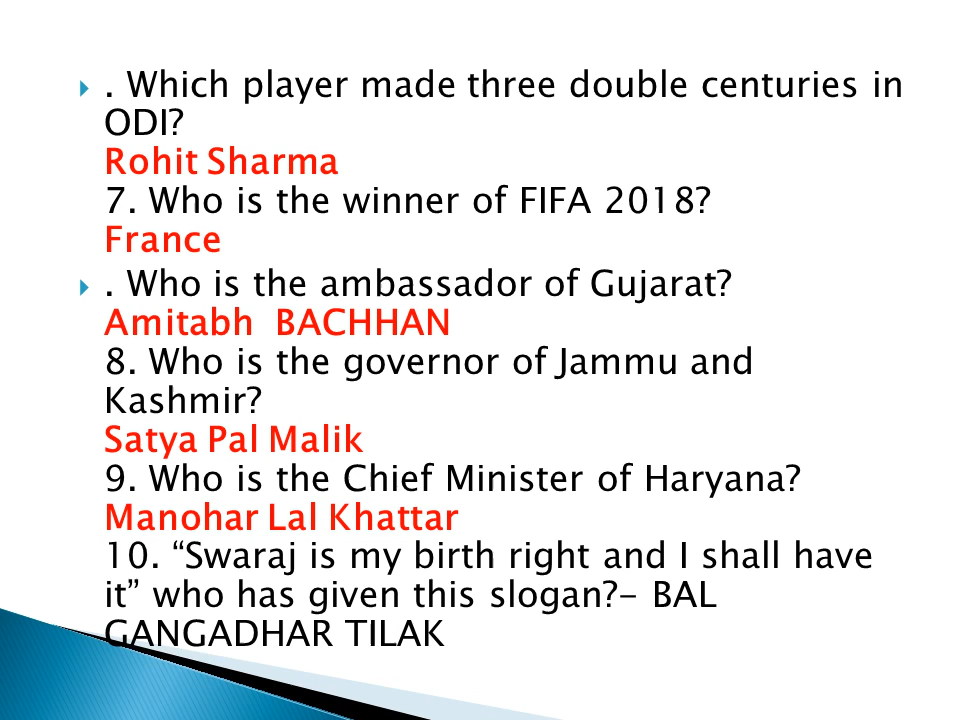 . Which player made three double centuries in
ODI?
Rohit Sharma
7. Who is the winner of FIFA 2018?
France
. Who is the ambassador of Gujarat?
Amitabh  BACHHAN
8. Who is the governor of Jammu and
Kashmir?
Satya Pal Malik
9. Who is the Chief Minister of Haryana?
Manohar Lal Khattar
10. “Swaraj is my birth right and I shall have
it” who has given this slogan?- BAL
GANGADHAR TILAK